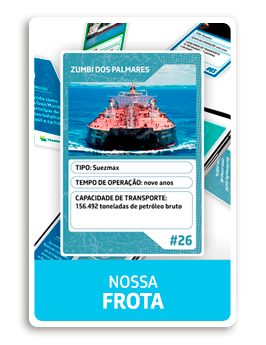 ZUMBI DOS PALMARES
TIPO: Suezmax
TEMPO DE OPERAÇÃO: nove anos
CAPACIDADE DE TRANSPORTE:
156.492 toneladas de petróleo bruto
#26
NOSSA
FROTA